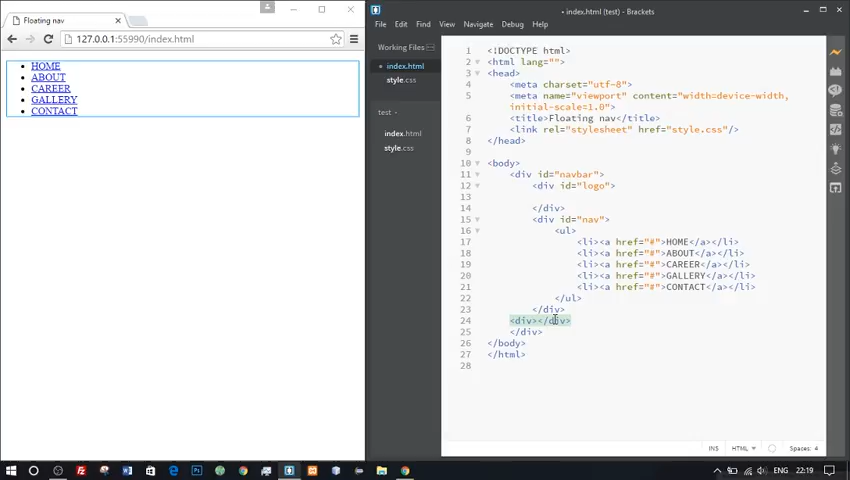 Floating nav
127.0.0.1:55990/index.html
HOME
ABOUT
CAREER
GALLERY
CONTACT
• index.html (test) - Brackets
File Edit Find View Navigate Debug Help
Working Files
• index.html
style.css
test -
index.html
style.css
1 <!DOCTYPE html>
2 <html lang="">
3 <head>
4 <meta charset="utf-8">
5 <meta name="viewport" content="width=device-width,
initial-scale=1.0">
6 <title>Floating nav</title>
7 <link rel="stylesheet" href="style.css"/>
8 </head>
9
10 <body>
11 <div id="navbar">
12 <div id="logo">
13
14 </div>
15 <div id="nav">
16 <ul>
17 <li><a href="#">HOME</a></li>
18 <li><a href="#">ABOUT</a></li>
19 <li><a href="#">CAREER</a></li>
20 <li><a href="#">GALLERY</a></li>
21 <li><a href="#">CONTACT</a></li>
22 </ul>
23 </div>
24 <div></div>
25 </div>
26 </body>
27 </html>
28
INS HTML Spaces: 4
22:19